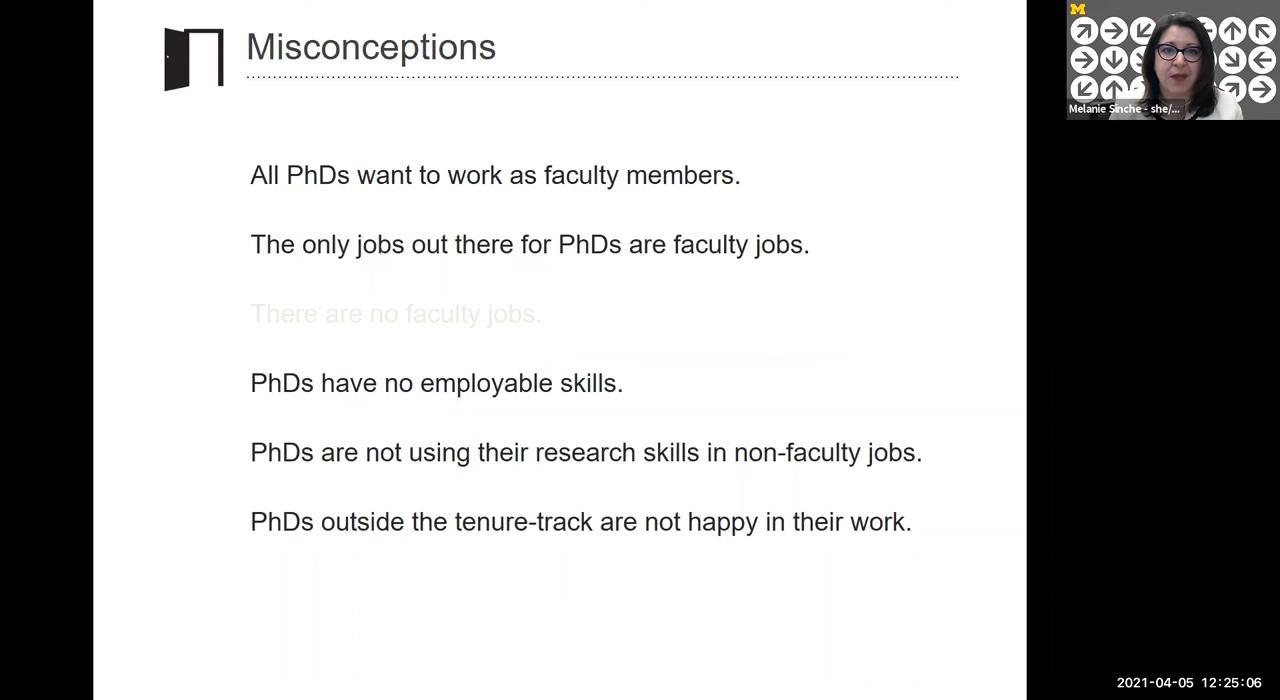 Misconceptions
M
Melanie Sinche - she/...
All PhDs want to work as faculty members.
The only jobs out there for PhDs are faculty jobs.
There are no faculty jobs.
PhDs have no employable skills.
PhDs are not using their research skills in non-faculty jobs.
PhDs outside the tenure-track are not happy in their work.
2021-04-05 12:25:06